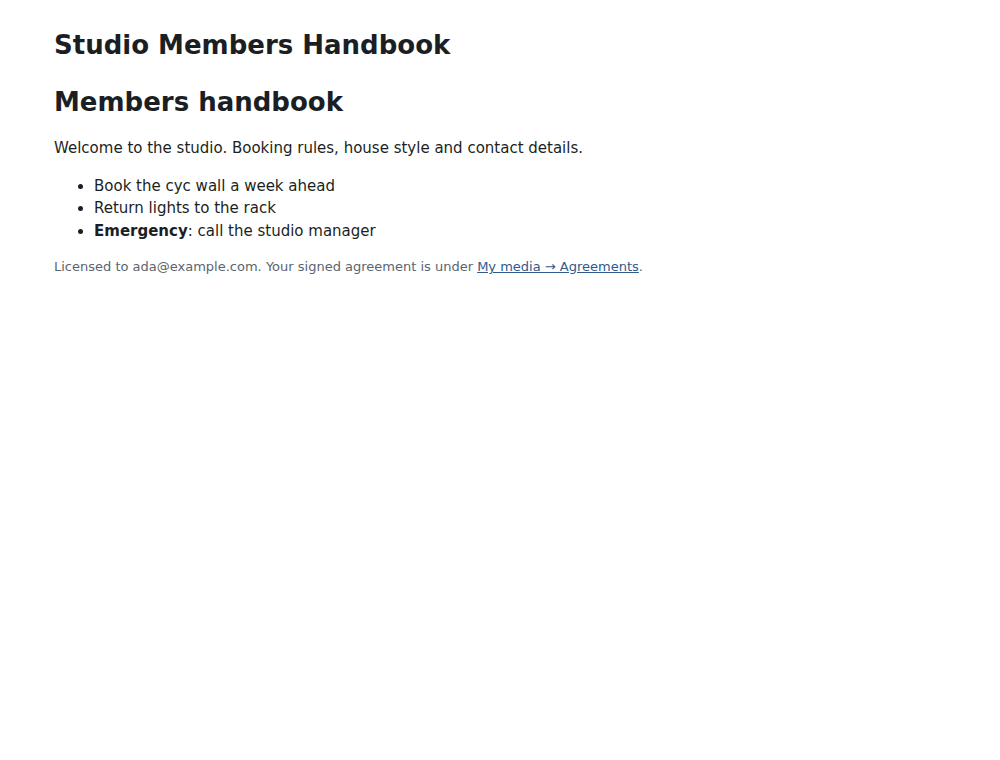 Studio Members Handbook
Members handbook
Welcome to the studio. Booking rules, house style and contact details.
• Book the cyc wall a week ahead
• Return lights to the rack
• Emergency: call the studio manager
Licensed to ada@example.com. Your signed agreement is under My media → Agreements.